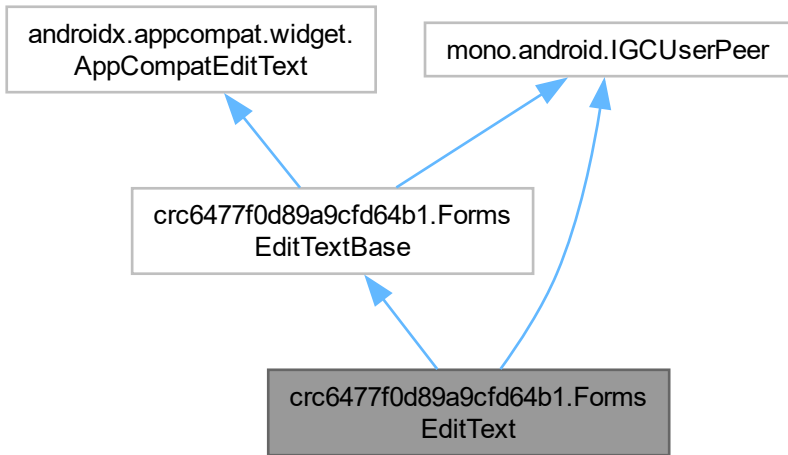 androidx.appcompat.widget.
AppCompatEditText
mono.android.IGCUserPeer
crc6477f0d89a9cfd64b1.Forms
EditTextBase
crc6477f0d89a9cfd64b1.Forms
EditText